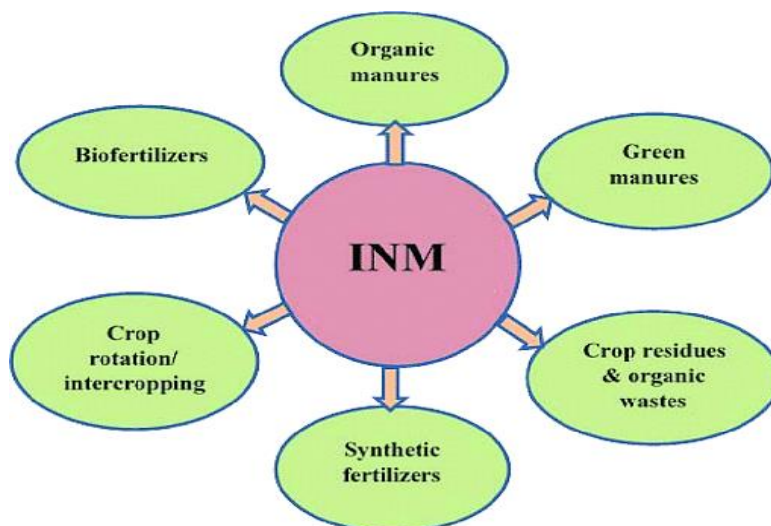 Organic
manures
Biofertilizers
Green
manures
INM
Crop
rotation/
intercropping
Crop residues
& organic
wastes
Synthetic
fertilizers